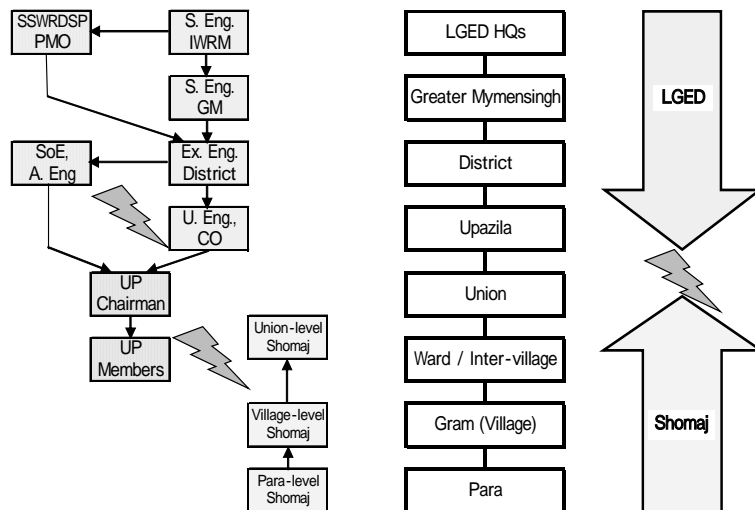 SSWRDSP
PMO
S. Eng.
IWRM
S. Eng.
GM
SoE,
A. Eng
Ex. Eng.
District
U. Eng.,
CO
UP
Chairman
UP
Members
Union-level
Shomaj
Village-level
Shomaj
Para-level
Shomaj
LGED HQs
Greater Mymensingh
District
Upazila
Union
Ward / Inter-village
Gram (Village)
Para
LGED
Shomaj